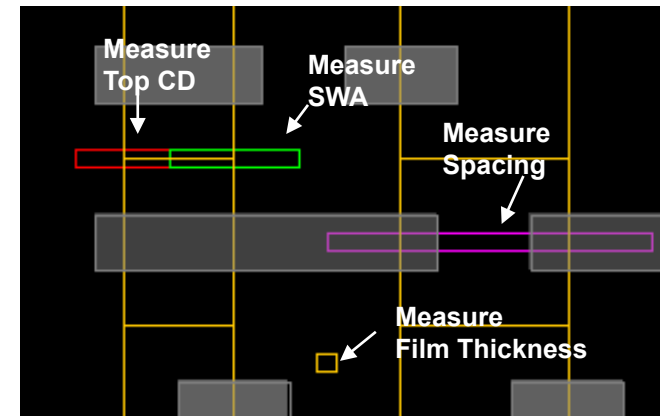 Measure
Top CD
Measure
SWA
Measure
Spacing
Measure
Film Thickness